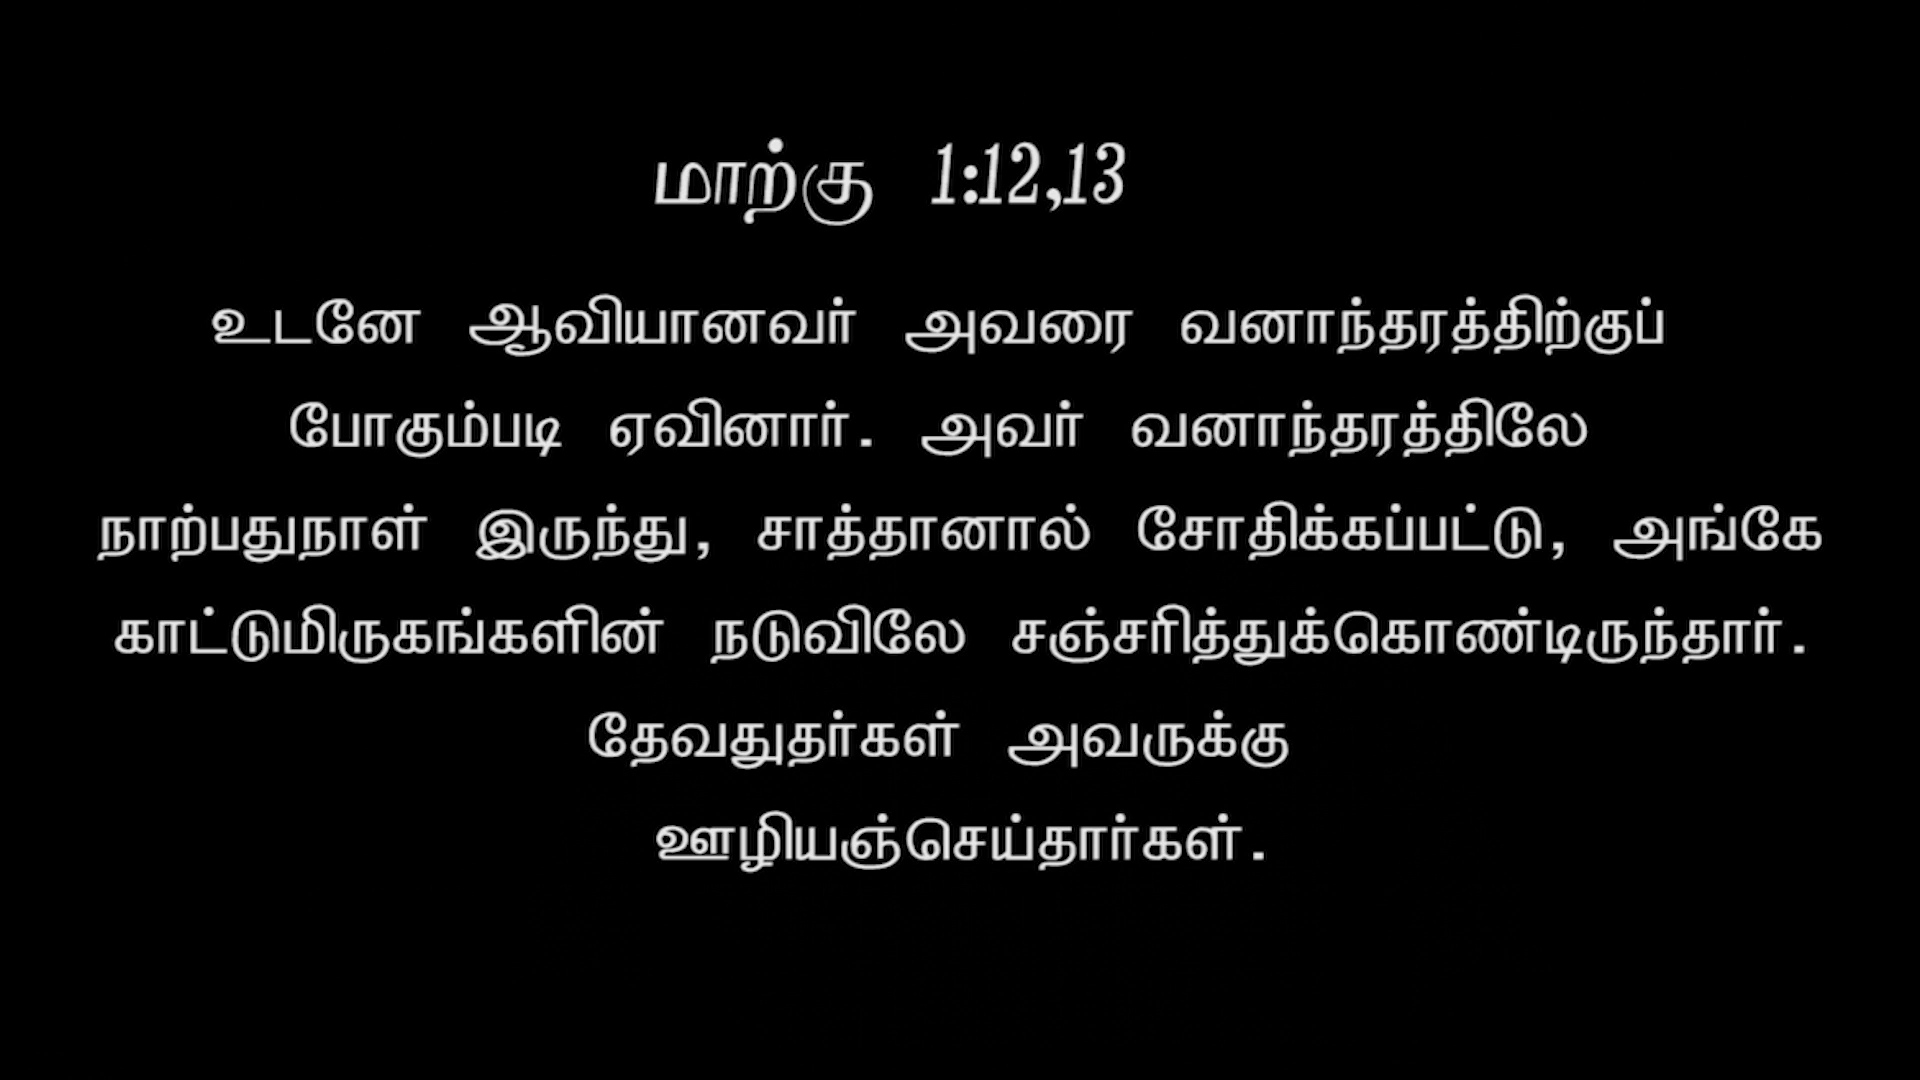 மாற்கு 1:12,13
உடனே ஆவியானவர் அவரை வனாந்தரத்திற்குப்
போகும்படி ஏவினார். அவர் வனாந்தரத்திலே
நாற்பதுநாள் இருந்து, சாத்தானால் சோதிக்கப்பட்டு, அங்கே
காட்டுமிருகங்களின் நடுவிலே சஞ்சரித்துக்கொண்டிருந்தார்.
தேவதுதர்கள் அவருக்கு
ஊழியஞ்செய்தார்கள்.